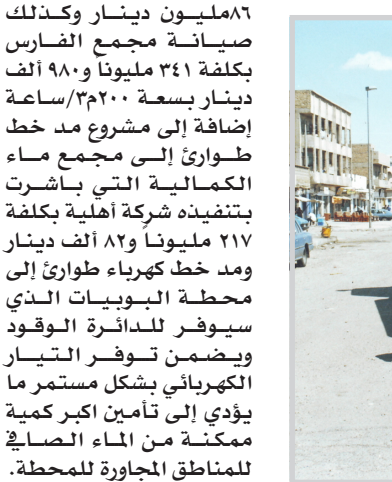 ٨٦مليون دينار وكذلك
صيانة مجمع الفارس
بكلفة ٣٤١ مليوناً و٩٨٠ ألف
دينار بسعة ٢٠٠م٣/ساعة
إضافة إلى مشروع مد خط
طوارئ إلى مجمع ماء
الكمالية التي باشرت
بتنفيذه شركة أهلية بكلفة
٢١٧ مليوناً و٨٢ ألف دينار
ومد خط كهرباء طوارئ إلى
محطة البوبيات الذي
سيوفر للدائرة الوقود
ويضمن توفر التيار
الكهربائي بشكل مستمر ما
يؤدي إلى تأمين اكبر كمية
ممكنة من الماء الصافي
للمناطق المجاورة للمحطة.